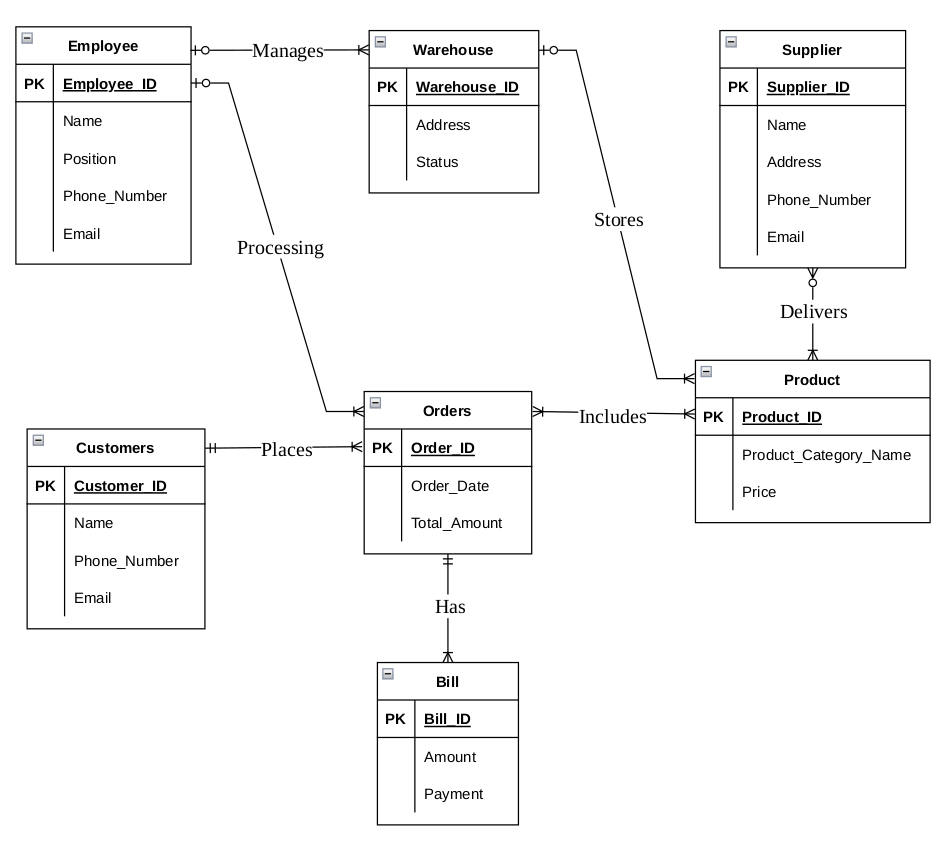 Employee
PK Employee_ID
Name
Position
Phone_Number
Email
Manages
Warehouse
PK Warehouse_ID
Address
Status
Supplier
PK Supplier_ID
Name
Address
Phone_Number
Email
Processing
Stores
Delivers
Orders
PK Order_ID
Order_Date
Total_Amount
Includes
Product
PK Product_ID
Product_Category_Name
Price
Customers
PK Customer_ID
Name
Phone_Number
Email
Places
Has
Bill
PK Bill_ID
Amount
Payment